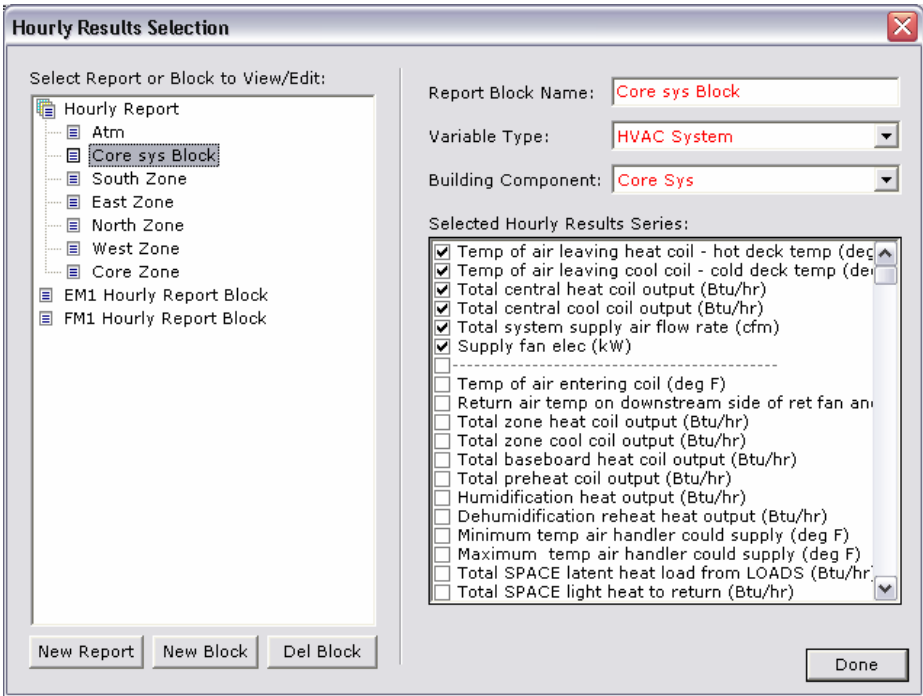 Hourly Results Selection
Select Report or Block to View/Edit:
Hourly Report
Atm
Core sys Block
South Zone
East Zone
North Zone
West Zone
Core Zone
EM1 Hourly Report Block
FM1 Hourly Report Block
New Report
New Block
Del Block
Report Block Name: Core sys Block
Variable Type: HVAC System
Building Component: Core Sys
Selected Hourly Results Series:
Temp of air leaving heat coil - hot deck temp (deg
Temp of air leaving cool coil - cold deck temp (de
Total central heat coil output (Btu/hr)
Total central cool coil output (Btu/hr)
Total system supply air flow rate (cfm)
Supply fan elec (kW)
----------------------------------------
Temp of air entering coil (deg F)
Return air temp on downstream side of ret fan an
Total zone heat coil output (Btu/hr)
Total zone cool coil output (Btu/hr)
Total baseboard heat coil output (Btu/hr)
Total preheat coil output (Btu/hr)
Humidification heat output (Btu/hr)
Dehumidification reheat heat output (Btu/hr)
Minimum temp air handler could supply (deg F)
Maximum  temp air handler could supply (deg F)
Total SPACE latent heat load from LOADS (Btu/hr
Total SPACE light heat to return (Btu/hr)
Done